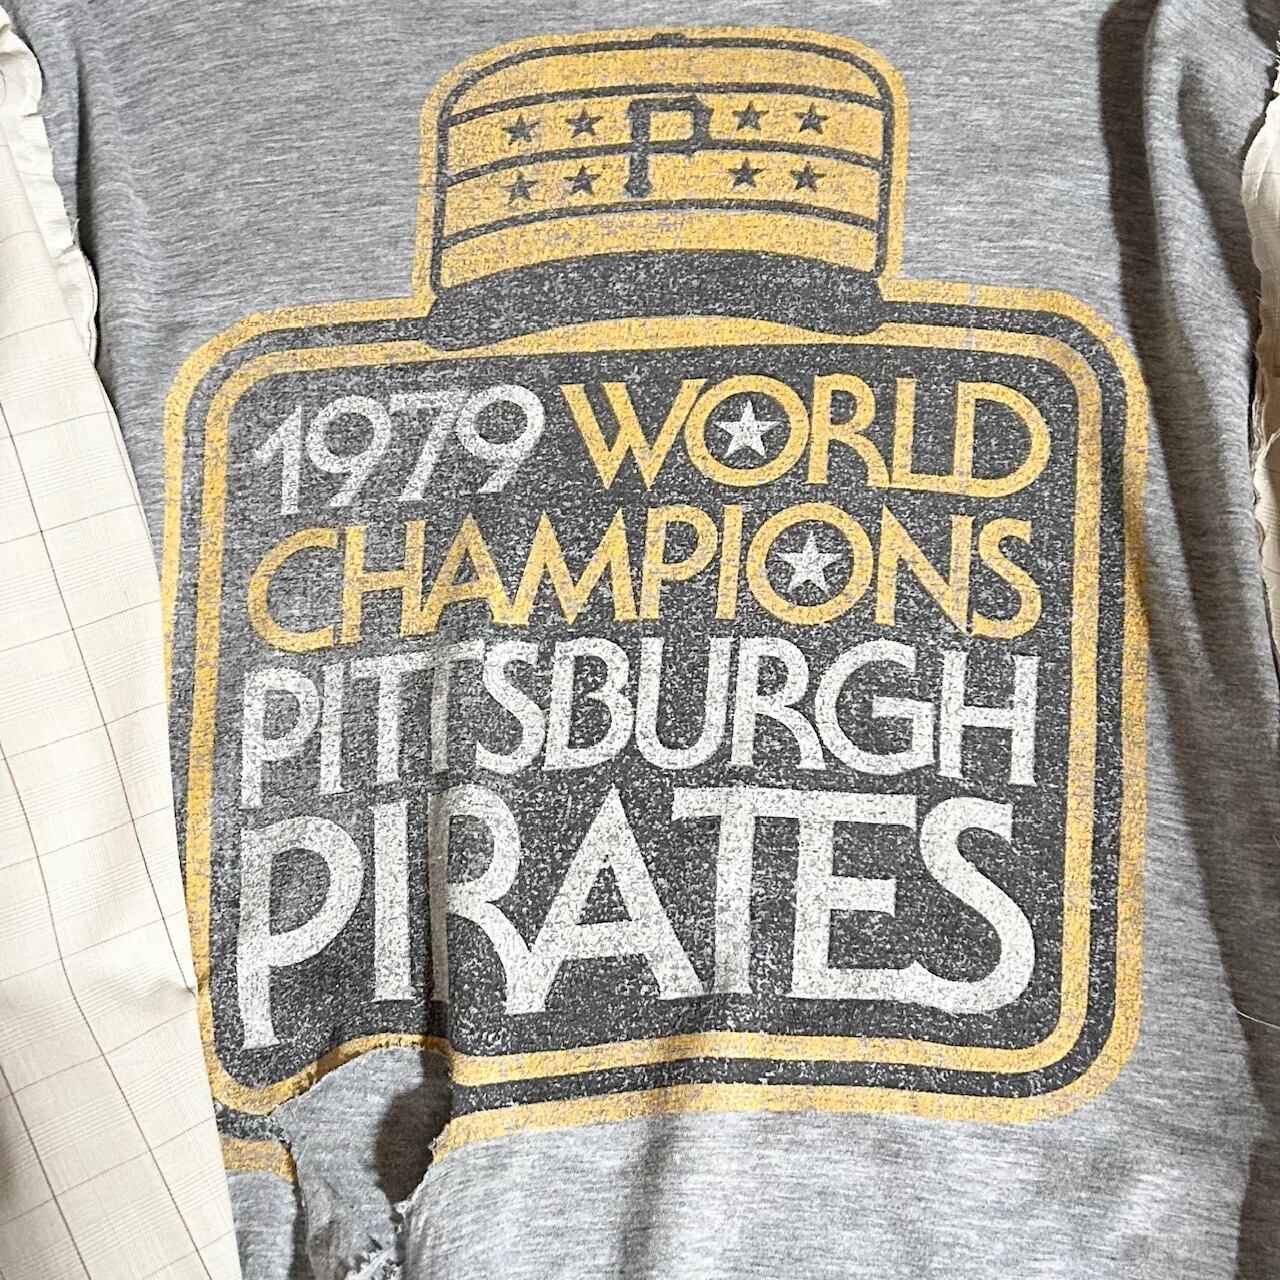 P
1979 WORLD
CHAMPIONS
PITTSBURGH
PIRATES